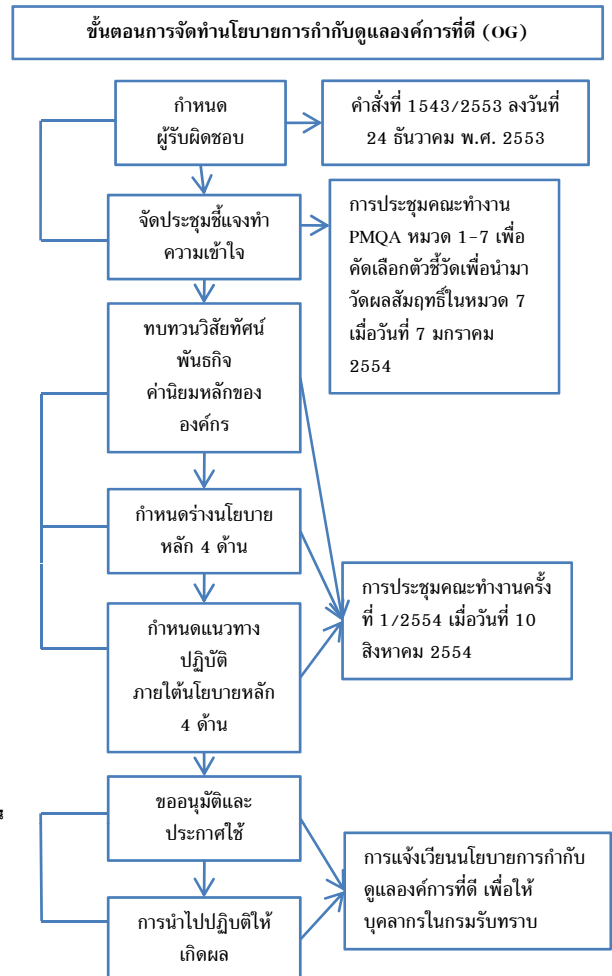 ขั้นตอนการจัดทำนโยบายการกำกับดูแลองค์การที่ดี (OG)
กำหนด
ผู้รับผิดชอบ
คำสั่งที่ 1543/2553 ลงวันที่
24 ธันวาคม พ.ศ. 2553
จัดประชุมชี้แจงทำ
ความเข้าใจ
การประชุมคณะทำงาน
PMQA หมวด 1-7 เพื่อ
คัดเลือกตัวชี้วัดเพื่อนำมา
วัดผลสัมฤทธิ์ในหมวด 7
เมื่อวันที่ 7 มกราคม
2554
ทบทวนวิสัยทัศน์
พันธกิจ
ค่านิยมหลักของ
องค์กร
กำหนดร่างนโยบาย
หลัก 4 ด้าน
การประชุมคณะทำงานครั้ง
ที่ 1/2554 เมื่อวันที่ 10
สิงหาคม 2554
กำหนดแนวทาง
ปฏิบัติ
ภายใต้นโยบายหลัก
4 ด้าน
ขออนุมัติและ
ประกาศใช้
การแจ้งเวียนนโยบายการกำกับ
ดูแลองค์การที่ดี เพื่อให้
บุคลากรในกรมรับทราบ
การนำไปปฏิบัติให้
เกิดผล